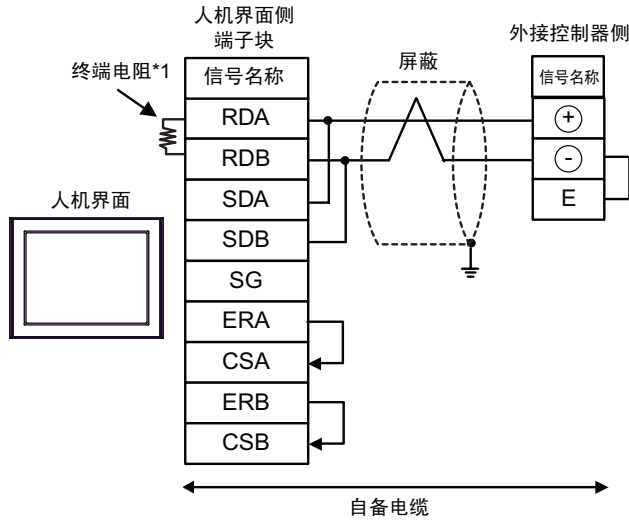 人机界面侧
端子块
外接控制器侧
终端电阻*1
屏蔽
信号名称
信号名称
RDA
+
RDB
-
SDA
E
人机界面
SDB
SG
ERA
CSA
ERB
CSB
自备电缆